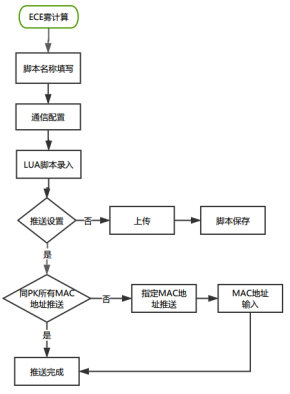 ECE雾计算
脚本名称填写
通信配置
LUA脚本录入
推送设置
否
上传
脚本保存
是
同PK所有MAC
地址推送
否
指定MAC地
址推送
MAC地址
输入
是
推送完成